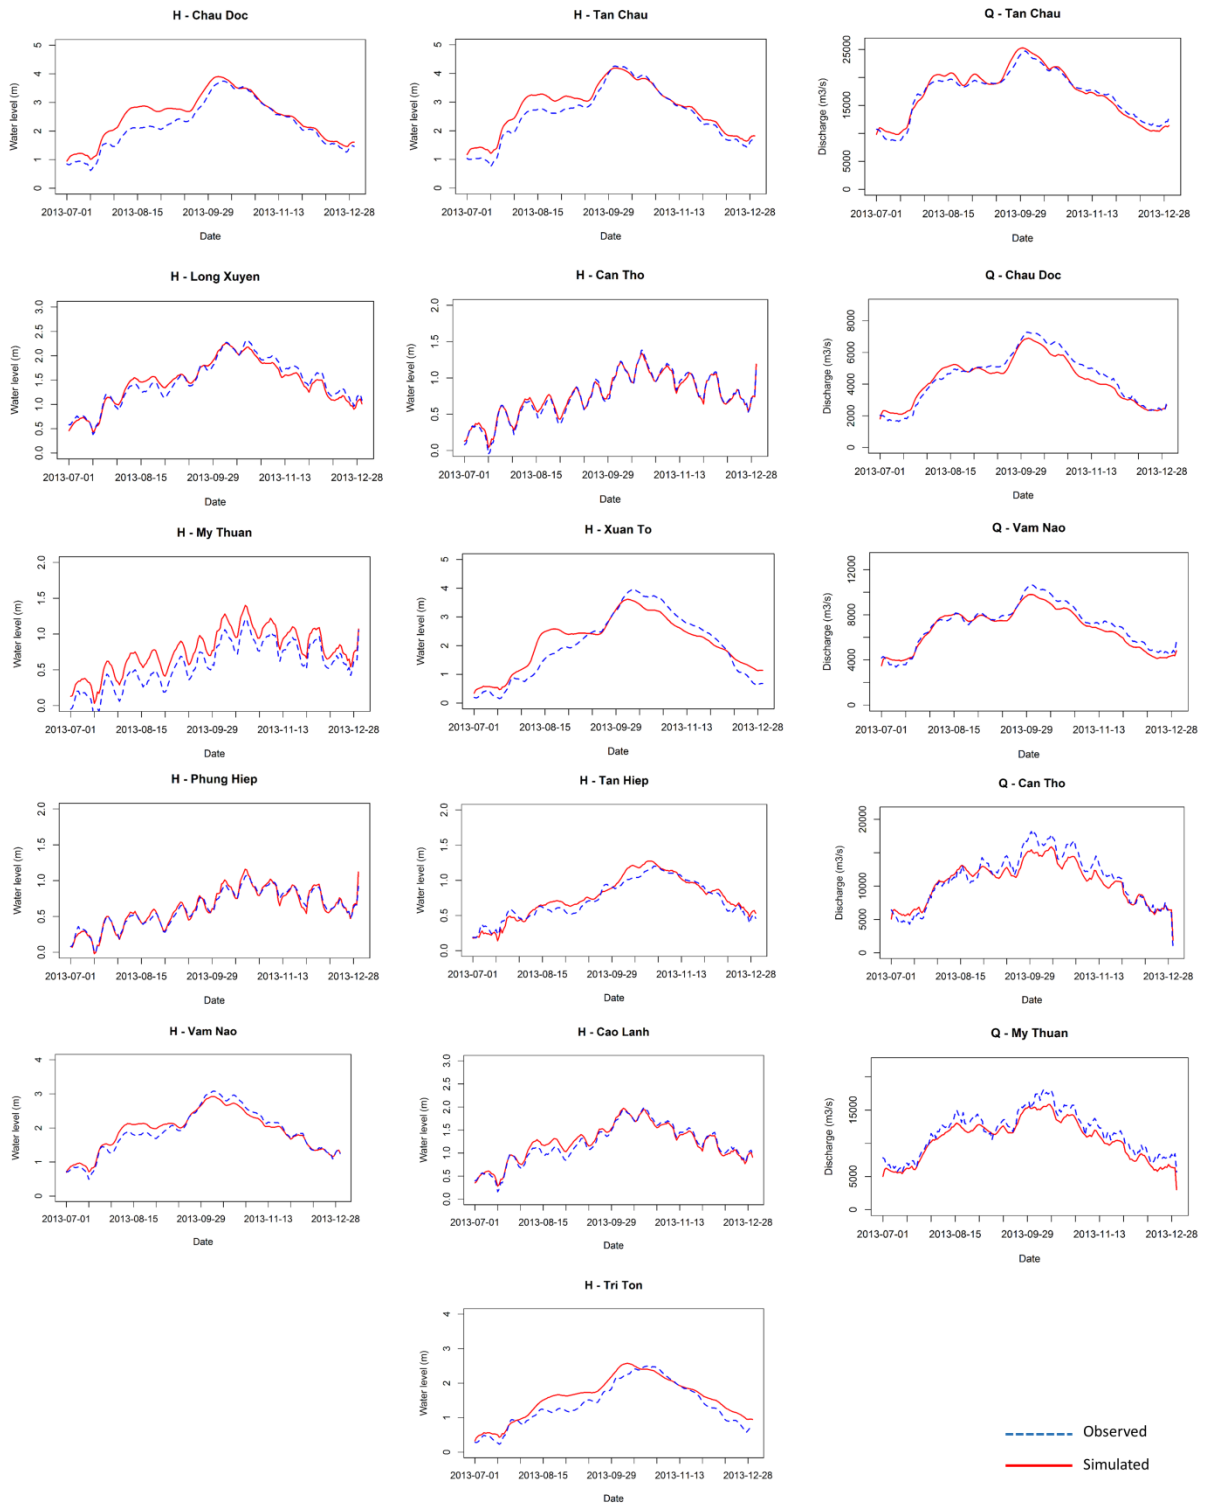 H - Chau Doc
H - Tan Chau
Q - Tan Chau
Water level (m)
0 1 2 3 4 5
2013-07-01 2013-08-15 2013-09-29 2013-11-13 2013-12-28
Date
Water level (m)
0 1 2 3 4 5
2013-07-01 2013-08-15 2013-09-29 2013-11-13 2013-12-28
Date
Discharge (m3/s)
0 5000 15000 25000
2013-07-01 2013-08-15 2013-09-29 2013-11-13 2013-12-28
Date
H - Long Xuyen
H - Can Tho
Q - Chau Doc
Water level (m)
0.0 0.5 1.0 1.5 2.0 2.5 3.0
2013-07-01 2013-08-15 2013-09-29 2013-11-13 2013-12-28
Date
Water level (m)
0.0 0.5 1.0 1.5 2.0
2013-07-01 2013-08-15 2013-09-29 2013-11-13 2013-12-28
Date
Discharge (m3/s)
0 2000 4000 6000 8000
2013-07-01 2013-08-15 2013-09-29 2013-11-13 2013-12-28
Date
H - My Thuan
H - Xuan To
Q - Vam Nao
Water level (m)
0.0 0.5 1.0 1.5 2.0
2013-07-01 2013-08-15 2013-09-29 2013-11-13 2013-12-28
Date
Water level (m)
0 1 2 3 4 5
2013-07-01 2013-08-15 2013-09-29 2013-11-13 2013-12-28
Date
Discharge (m3/s)
0 4000 8000 12000
2013-07-01 2013-08-15 2013-09-29 2013-11-13 2013-12-28
Date
H - Phung Hiep
H - Tan Hiep
Q - Can Tho
Water level (m)
0.0 0.5 1.0 1.5 2.0
2013-07-01 2013-08-15 2013-09-29 2013-11-13 2013-12-28
Date
Water level (m)
0.0 0.5 1.0 1.5 2.0
2013-07-01 2013-08-15 2013-09-29 2013-11-13 2013-12-28
Date
Discharge (m3/s)
0 5000 10000 20000
2013-07-01 2013-08-15 2013-09-29 2013-11-13 2013-12-28
Date
H - Vam Nao
H - Cao Lanh
Q - My Thuan
Water level (m)
0 1 2 3 4
2013-07-01 2013-08-15 2013-09-29 2013-11-13 2013-12-28
Date
Water level (m)
0.0 0.5 1.0 1.5 2.0 2.5 3.0
2013-07-01 2013-08-15 2013-09-29 2013-11-13 2013-12-28
Date
Discharge (m3/s)
0 5000 15000
2013-07-01 2013-08-15 2013-09-29 2013-11-13 2013-12-28
Date
H - Tri Ton
Water level (m)
0 1 2 3 4
2013-07-01 2013-08-15 2013-09-29 2013-11-13 2013-12-28
Date
Observed
Simulated